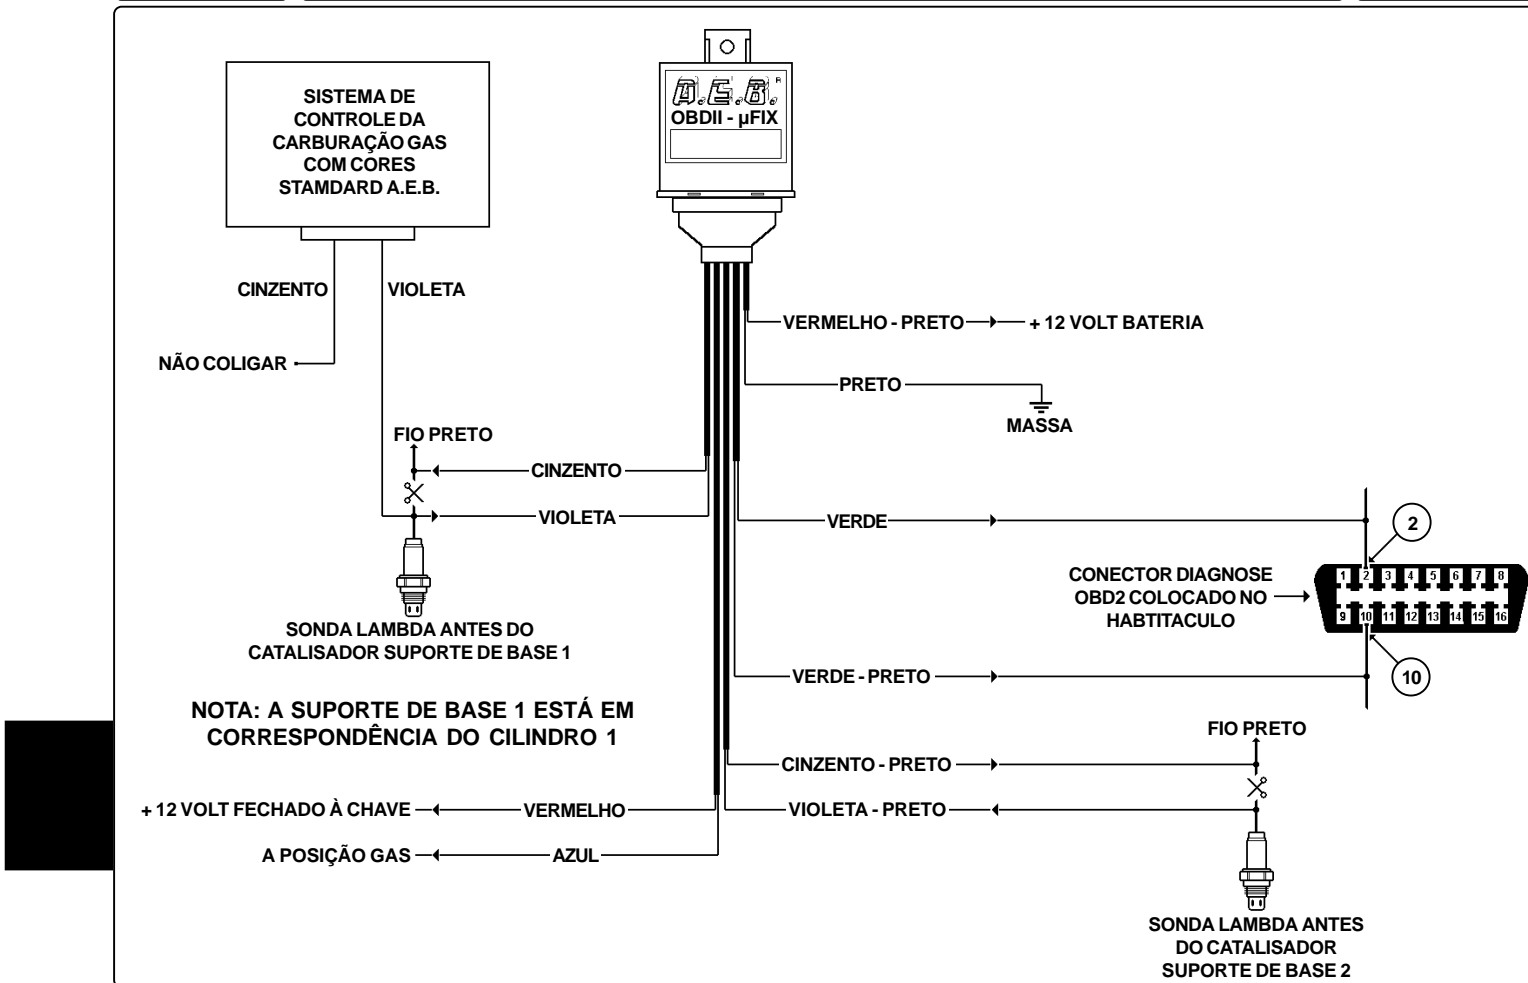 SISTEMA DE
CONTROLE DA
CARBURAÇÃO GAS
COM CORES
STAMDARD A.E.B.
A.E.B. R
OBDII - µFIX
CINZENTO
VIOLETA
NÃO COLIGAR
VERMELHO - PRETO
+ 12 VOLT BATERIA
PRETO
MASSA
FIO PRETO
CINZENTO
VIOLETA
SONDA LAMBDA ANTES DO
CATALISADOR SUPORTE DE BASE 1
VERDE
2
CONECTOR DIAGNOSE
OBD2 COLOCADO NO
HABTITACULO
1 2 3 4 5 6 7 8
9 10 11 12 13 14 15 16
VERDE - PRETO
10
NOTA: A SUPORTE DE BASE 1 ESTÁ EM
CORRESPONDÊNCIA DO CILINDRO 1
FIO PRETO
CINZENTO - PRETO
VIOLETA - PRETO
+ 12 VOLT FECHADO À CHAVE
VERMELHO
A POSIÇÃO GAS
AZUL
SONDA LAMBDA ANTES
DO CATALISADOR
SUPORTE DE BASE 2